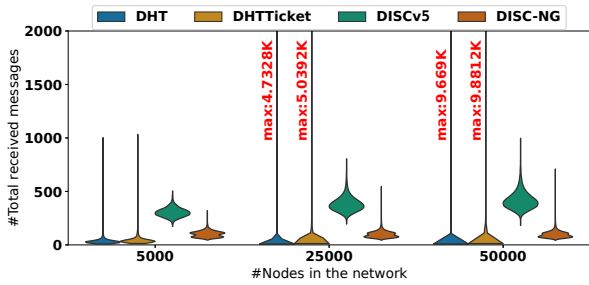 DHT DHTTicket DISCv5 DISC-NG
#Total received messages
2000
1500
1000
500
0
max:4.7328K
max:5.0392K
max:9.669K
max:9.8812K
5000 25000 50000
#Nodes in the network